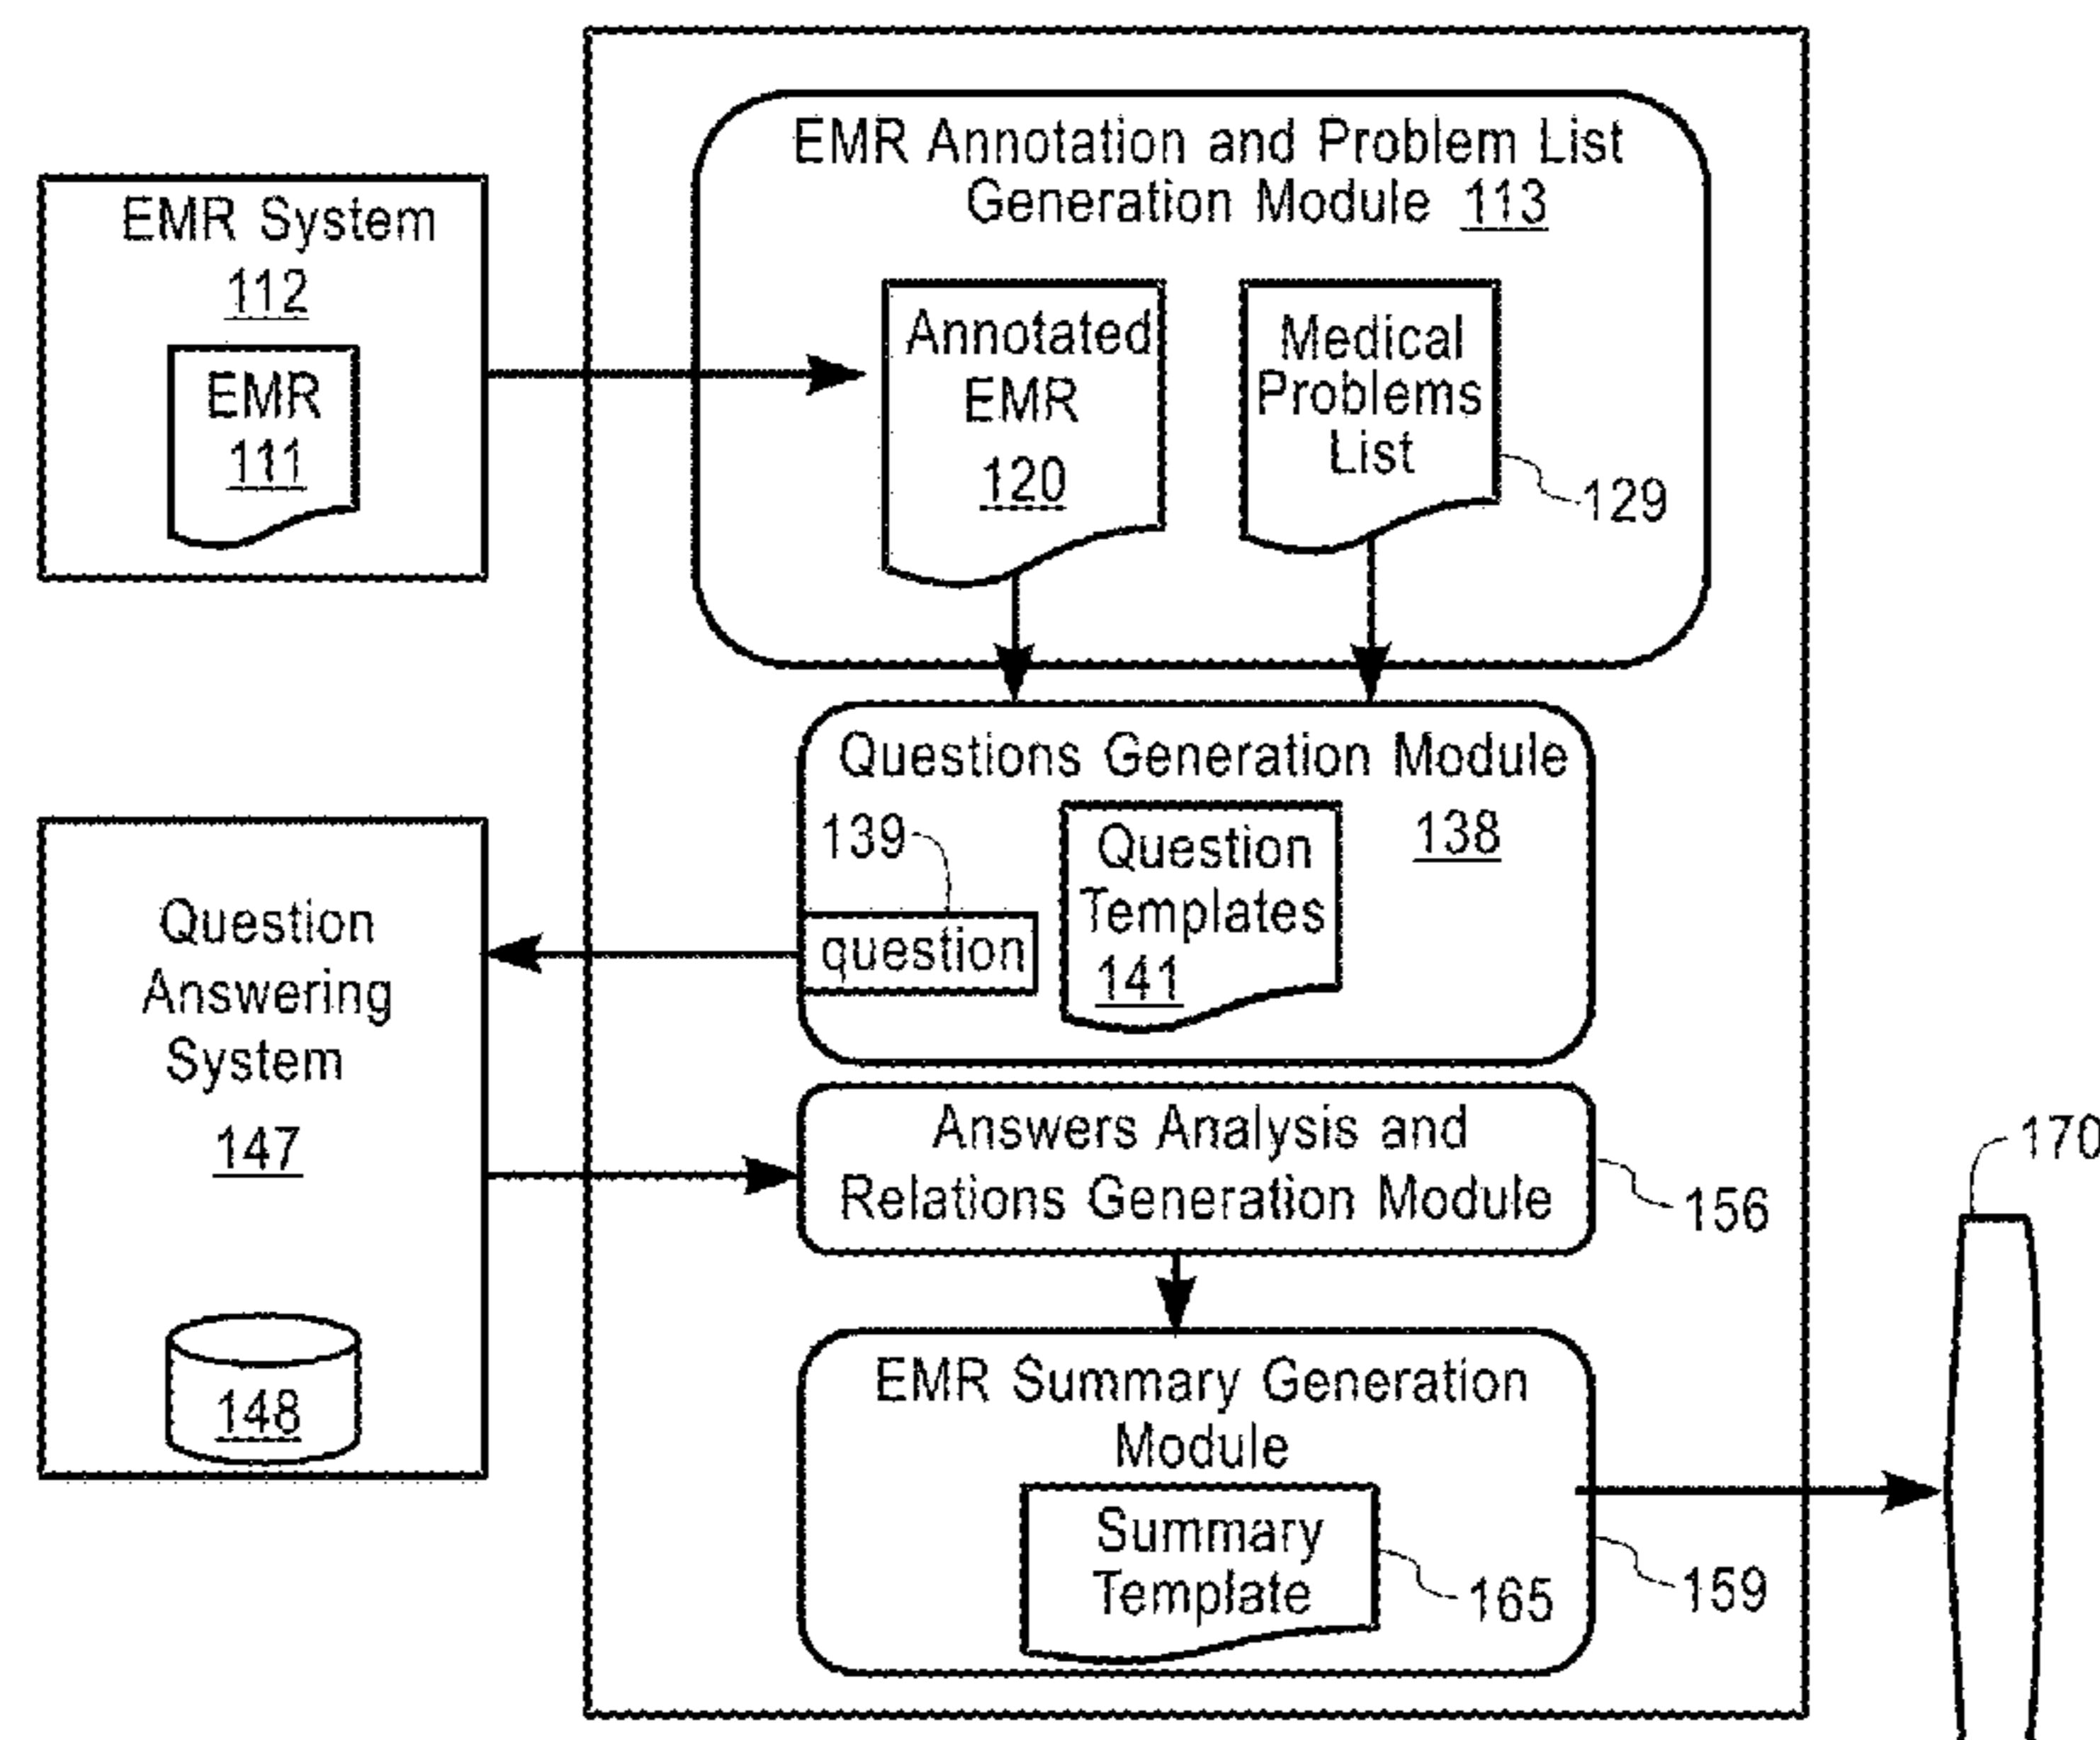 EMR System
112
EMR
111
EMR Annotation and Problem List
Generation Module 113
Annotated
EMR
120
Medical
Problems
List
129
Questions Generation Module
138
139
question
Question
Templates
141
Question
Answering
System
147
148
Answers Analysis and
Relations Generation Module
156
EMR Summary Generation
Module
Summary
Template
165
159
170